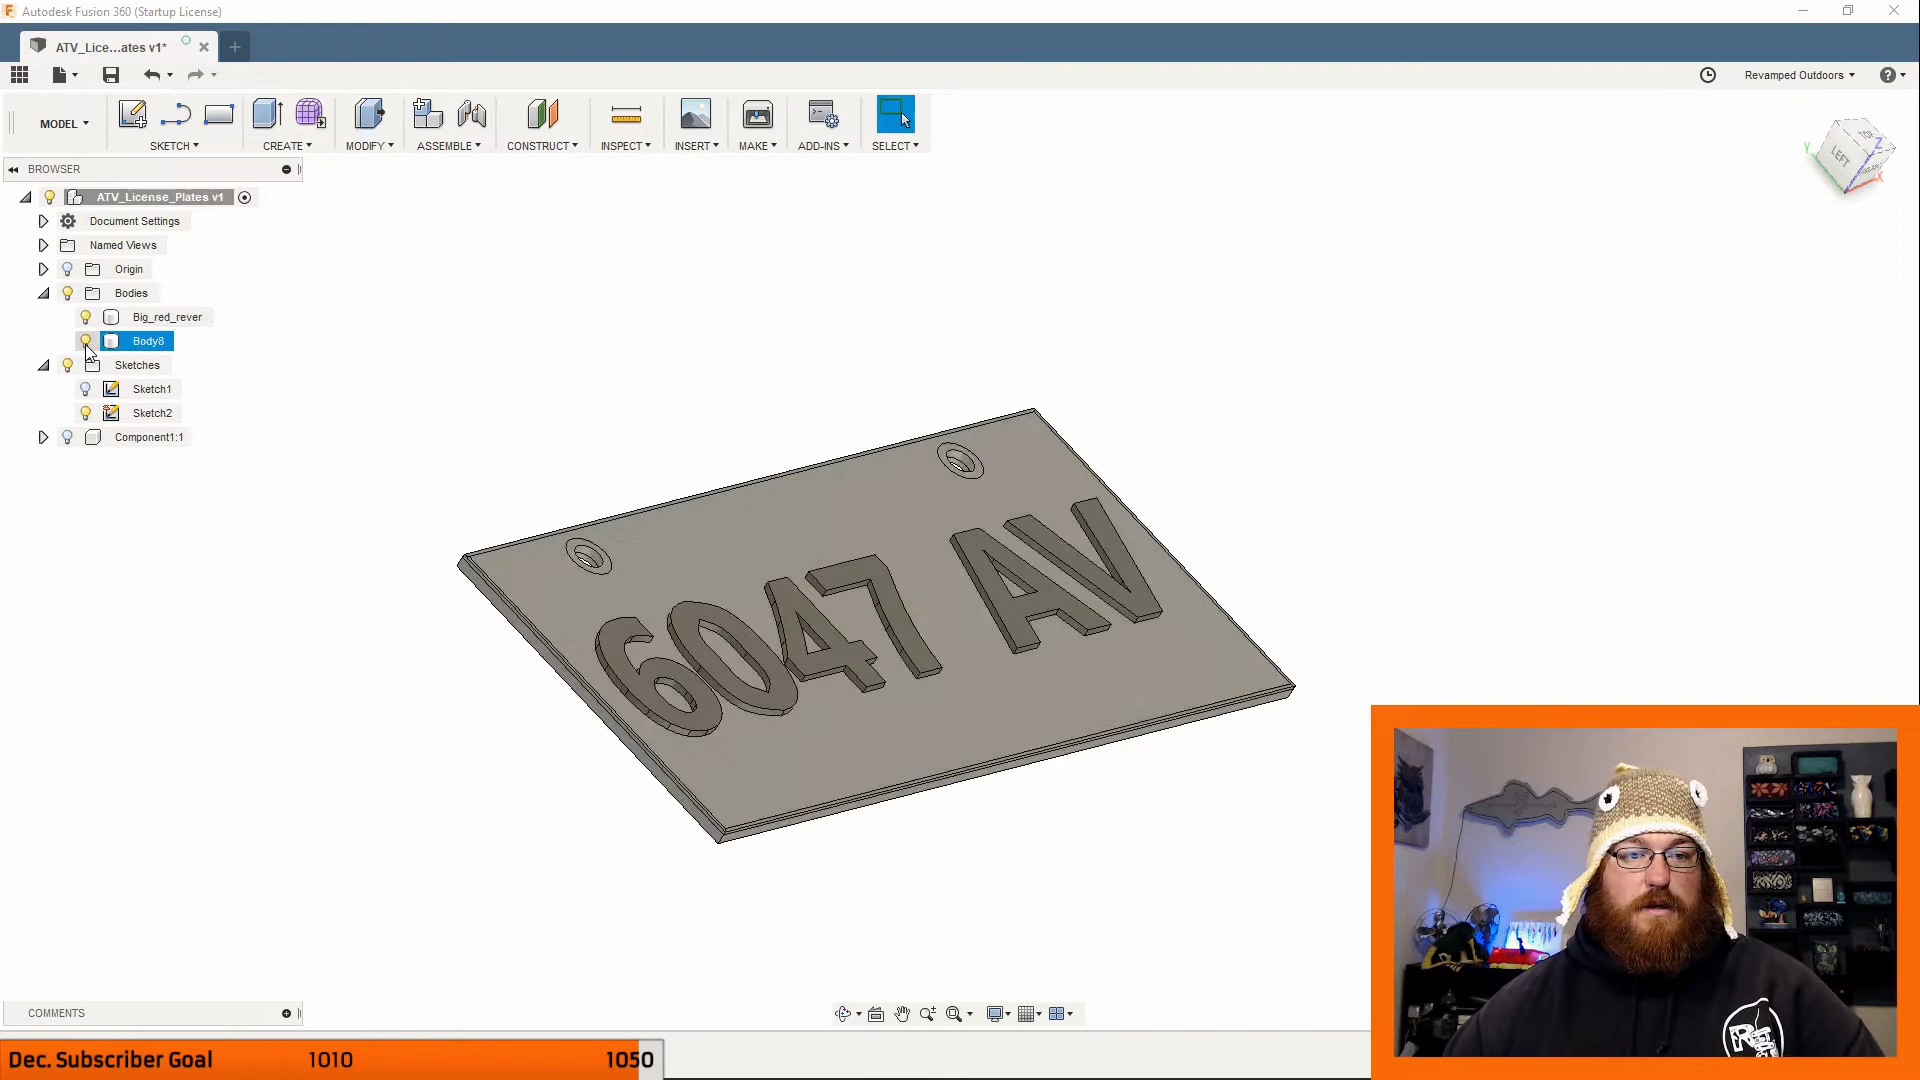 Autodesk Fusion 360 (Startup License)
ATV_Lice...ates v1*
Revamped Outdoors
MODEL
SKETCH
CREATE
MODIFY
ASSEMBLE
CONSTRUCT
INSPECT
INSERT
MAKE
ADD-INS
SELECT
BROWSER
ATV_License_Plates v1
Document Settings
Named Views
Origin
Bodies
Big_red_rever
Body8
Sketches
Sketch1
Sketch2
Component1:1
TOP
LEFT
Z
Y
X
6047 AV
COMMENTS
Dec. Subscriber Goal 1010 1050